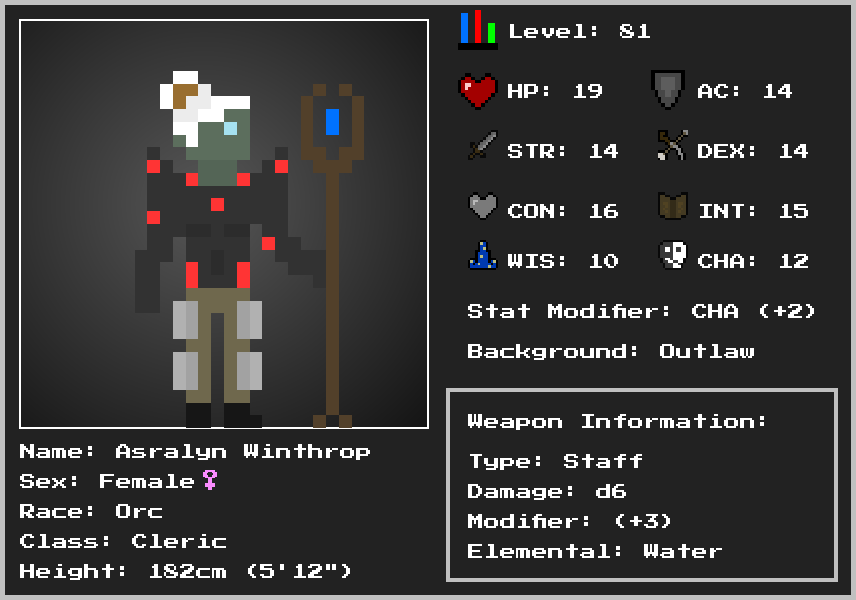 Level: 81
HP: 19
AC: 14
STR: 14
DEX: 14
CON: 16
INT: 15
WIS: 10
CHA: 12
Stat Modifier: CHA (+2)
Background: Outlaw
Weapon Information:
Type: Staff
Damage: d6
Modifier: (+3)
Elemental: Water
Name: Asralyn Winthrop
Sex: Female♀
Race: Orc
Class: Cleric
Height: 182cm (5'12")